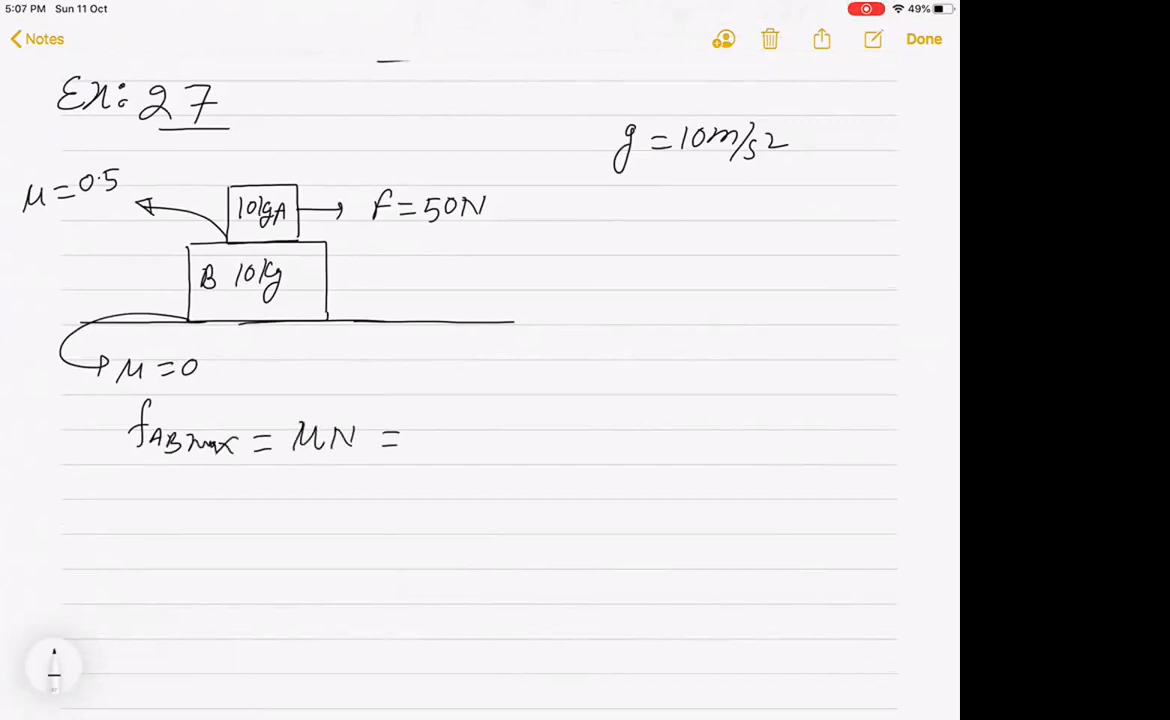 5:07 PM Sun 11 Oct 49%
Notes Done
Ex: 27
g = 10m/s2
μ = 0.5
10kg A
F = 50N
B 10kg
μ = 0
fABmax = μN =